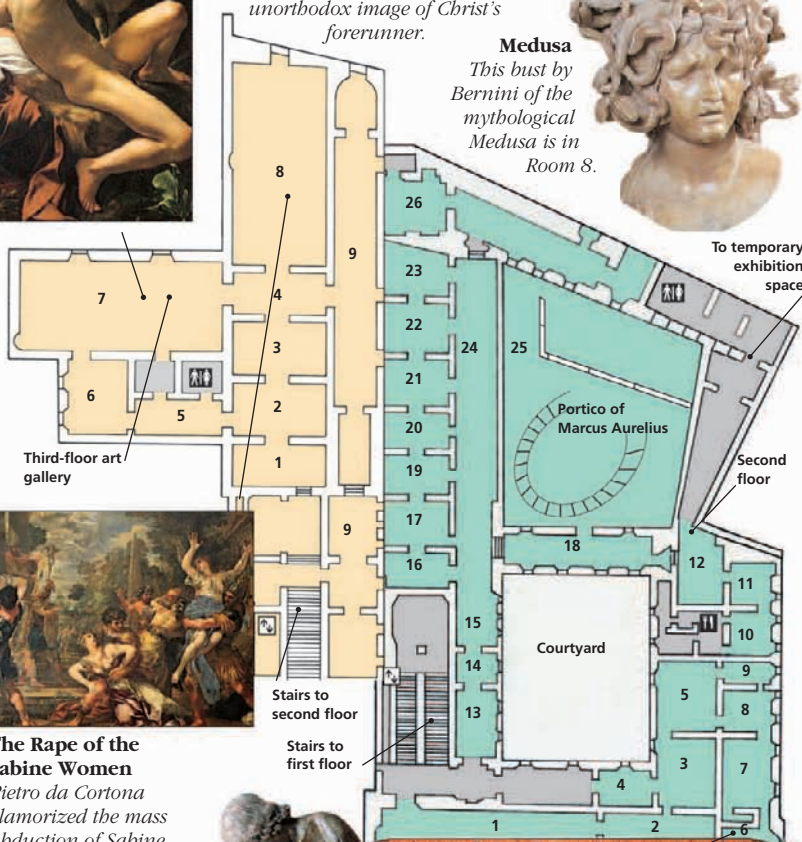 unorthodox image of Christ's
forerunner.
Medusa
This bust by
Bernini of the
mythological
Medusa is in
Room 8.
To temporary
exhibition
space
8
26
9
23
7
4
24
25
22
3
21
6
2
5
20
Portico of
Marcus Aurelius
Third-floor art
gallery
1
19
Second
floor
17
9
18
16
12
11
15
10
Courtyard
14
9
5
Stairs to
second floor
13
8
Stairs to
first floor
3
7
4
1
2
6
The Rape of the
Sabine Women
Pietro da Cortona
glamorized the mass
abduction of Sabine